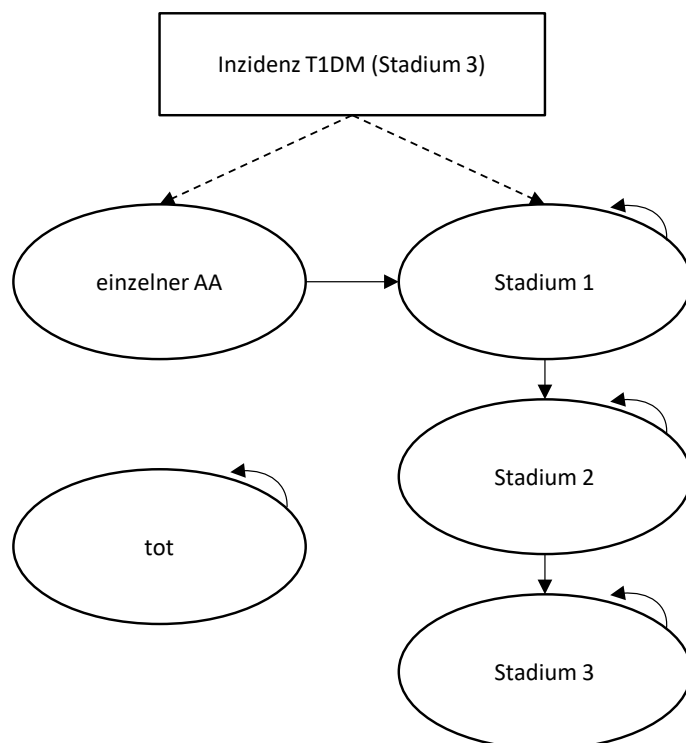 Inzidenz T1DM (Stadium 3)
einzelner AA
Stadium 1
Stadium 2
tot
Stadium 3